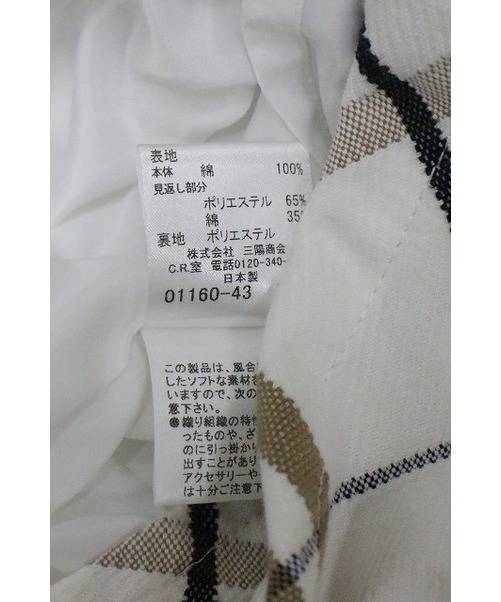 表地
本体 綿 100%
見返し部分
ポリエステル 65%
綿 35
裏地 ポリエステル
株式会社 三陽商会
C.R.室 電話0120-340-
日本製
01160-43
この製品は、風合
したソフトな素材を
いますので、次の
意下さい。
●織り組織の特性
ったものや、ざ
のに引っ掛かり
出すことがあり
アクセサリーや
は十分ご注意下